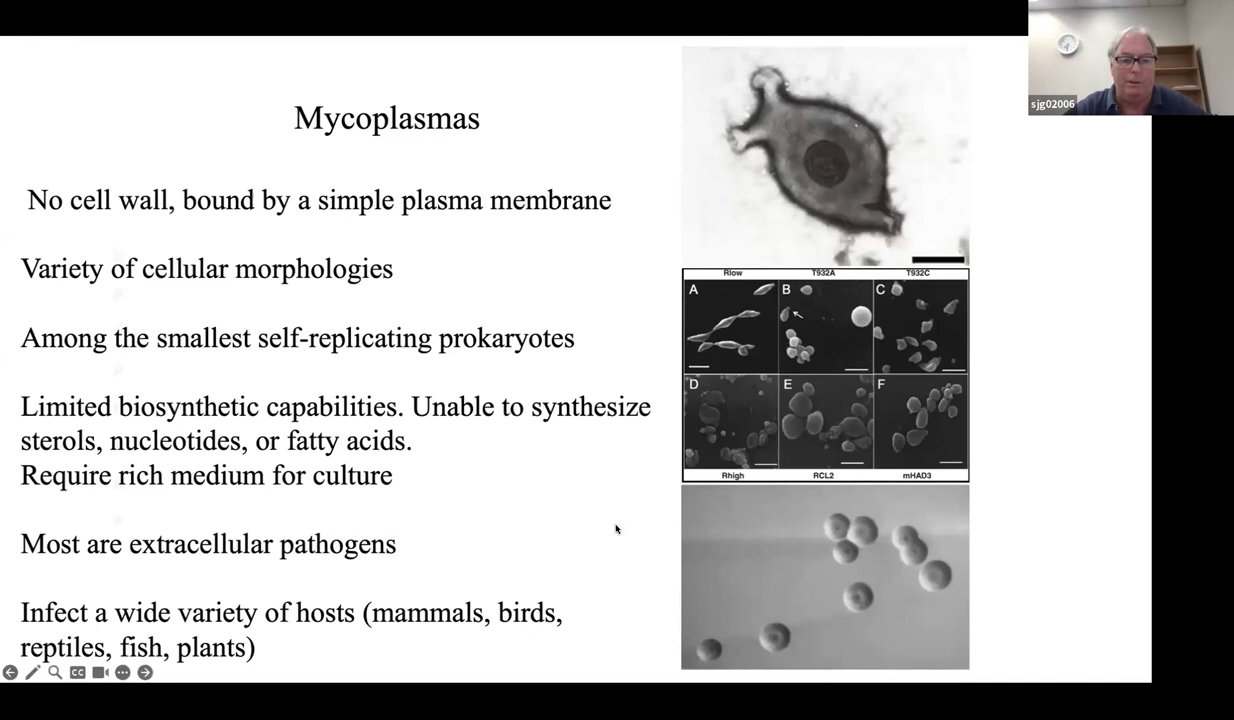 sjg02006
Mycoplasmas
No cell wall, bound by a simple plasma membrane
Variety of cellular morphologies
Among the smallest self-replicating prokaryotes
Limited biosynthetic capabilities. Unable to synthesize
sterols, nucleotides, or fatty acids.
Require rich medium for culture
Most are extracellular pathogens
Infect a wide variety of hosts (mammals, birds,
reptiles, fish, plants)
Rlow T932A T932C
A B C
D E F
Rhigh RCL2 mHAD3
CC